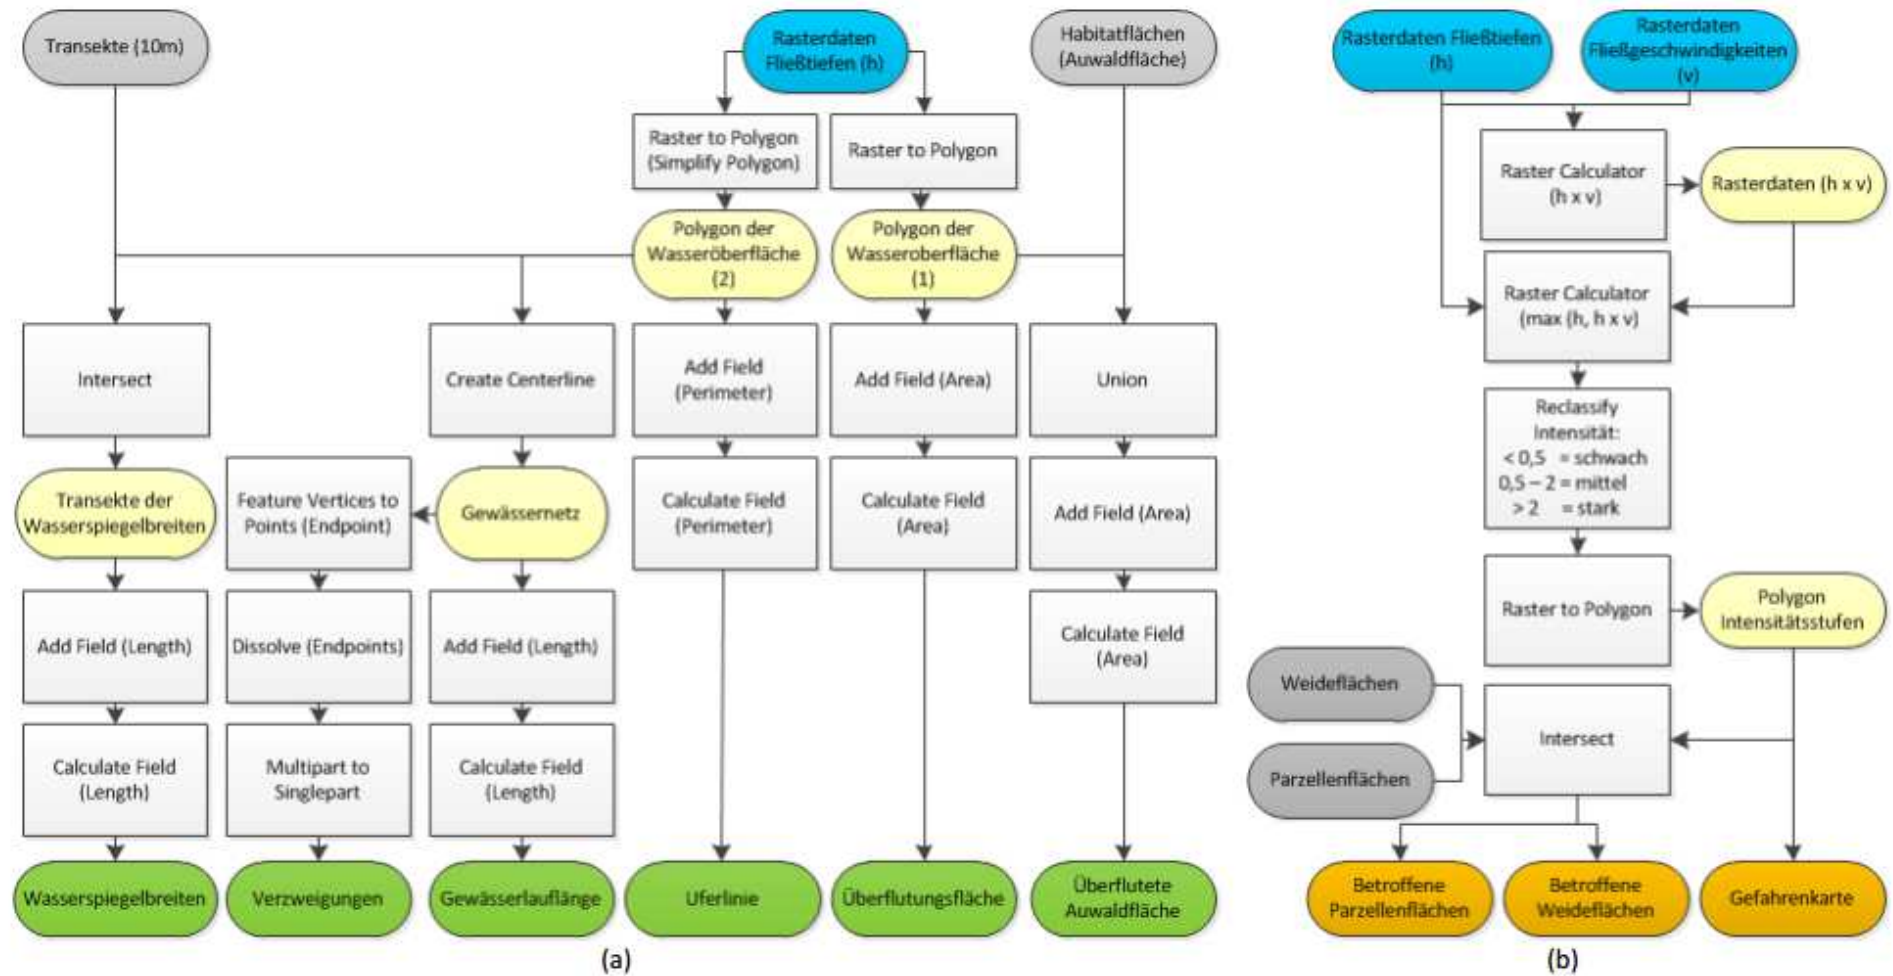 Transekte (10m)
Rasterdaten
Fließtiefen (h)
Habitatflächen
(Auwaldfläche)
Raster to Polygon
(Simplify Polygon)
Raster to Polygon
Polygon der
Wasseröberfläche
(2)
Polygon der
Wasseroberfläche
(1)
Intersect
Create Centerline
Add Field
(Perimeter)
Add Field (Area)
Union
Transekte der
Wasserspiegelbreiten
Feature Vertices to
Points (Endpoint)
Gewässernetz
Calculate Field
(Perimeter)
Calculate Field
(Area)
Add Field (Area)
Add Field (Length)
Dissolve (Endpoints)
Add Field (Length)
Calculate Field
(Area)
Calculate Field
(Length)
Multipart to
Singlepart
Calculate Field
(Length)
Wasserspiegelbreiten
Verzweigungen
Gewässerlauflänge
Uferlinie
Überflutungsfläche
Überflutete
Auwaldfläche
(a)
Rasterdaten Fließtiefen
(h)
Rasterdaten
Fließgeschwindigkeiten
(v)
Raster Calculator
(h x v)
Rasterdaten (h x v)
Raster Calculator
(max (h, h x v)
Reclassify
Intensität:
< 0,5 = schwach
0,5 – 2 = mittel
> 2 = stark
Raster to Polygon
Polygon
Intensitätsstufen
Weideflächen
Parzellenflächen
Intersect
Betroffene
Parzellenflächen
Betroffene
Weideflächen
Gefahrenkarte
(b)